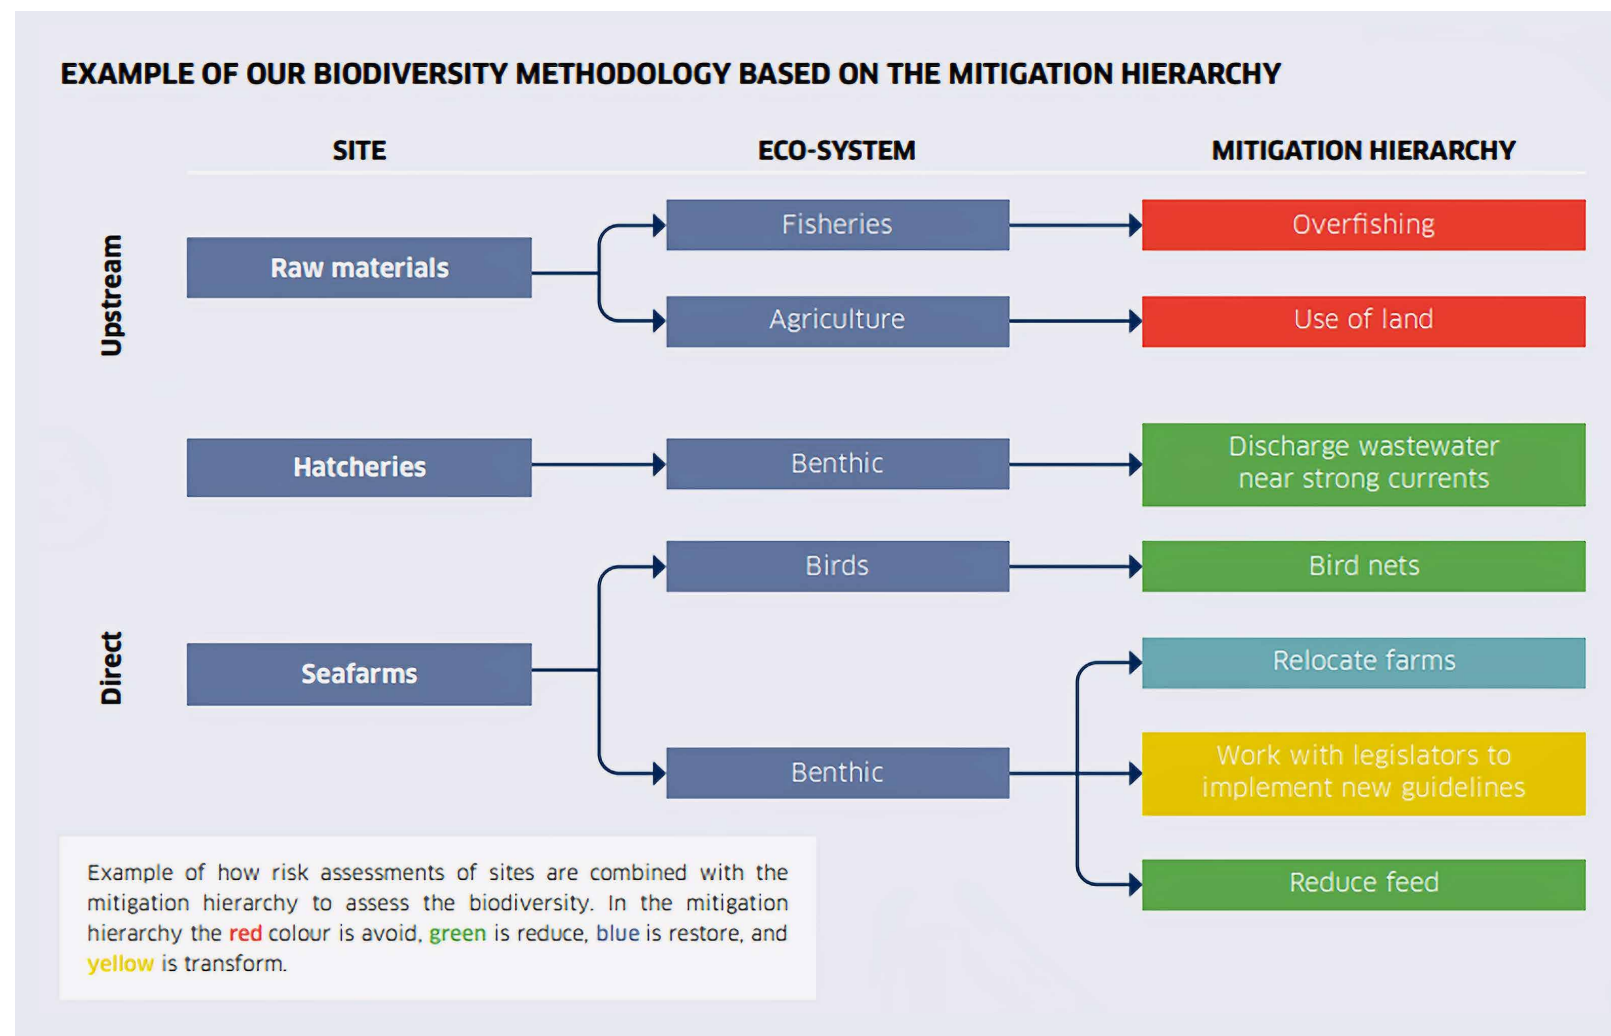 EXAMPLE OF OUR BIODIVERSITY METHODOLOGY BASED ON THE MITIGATION HIERARCHY
SITE
ECO-SYSTEM
MITIGATION HIERARCHY
Upstream
Raw materials
Fisheries
Overfishing
Agriculture
Use of land
Direct
Hatcheries
Benthic
Discharge wastewater
near strong currents
Seafarms
Birds
Bird nets
Benthic
Relocate farms
Work with legislators to
implement new guidelines
Reduce feed
Example of how risk assessments of sites are combined with the
mitigation hierarchy to assess the biodiversity. In the mitigation
hierarchy the red colour is avoid, green is reduce, blue is restore, and
yellow is transform.